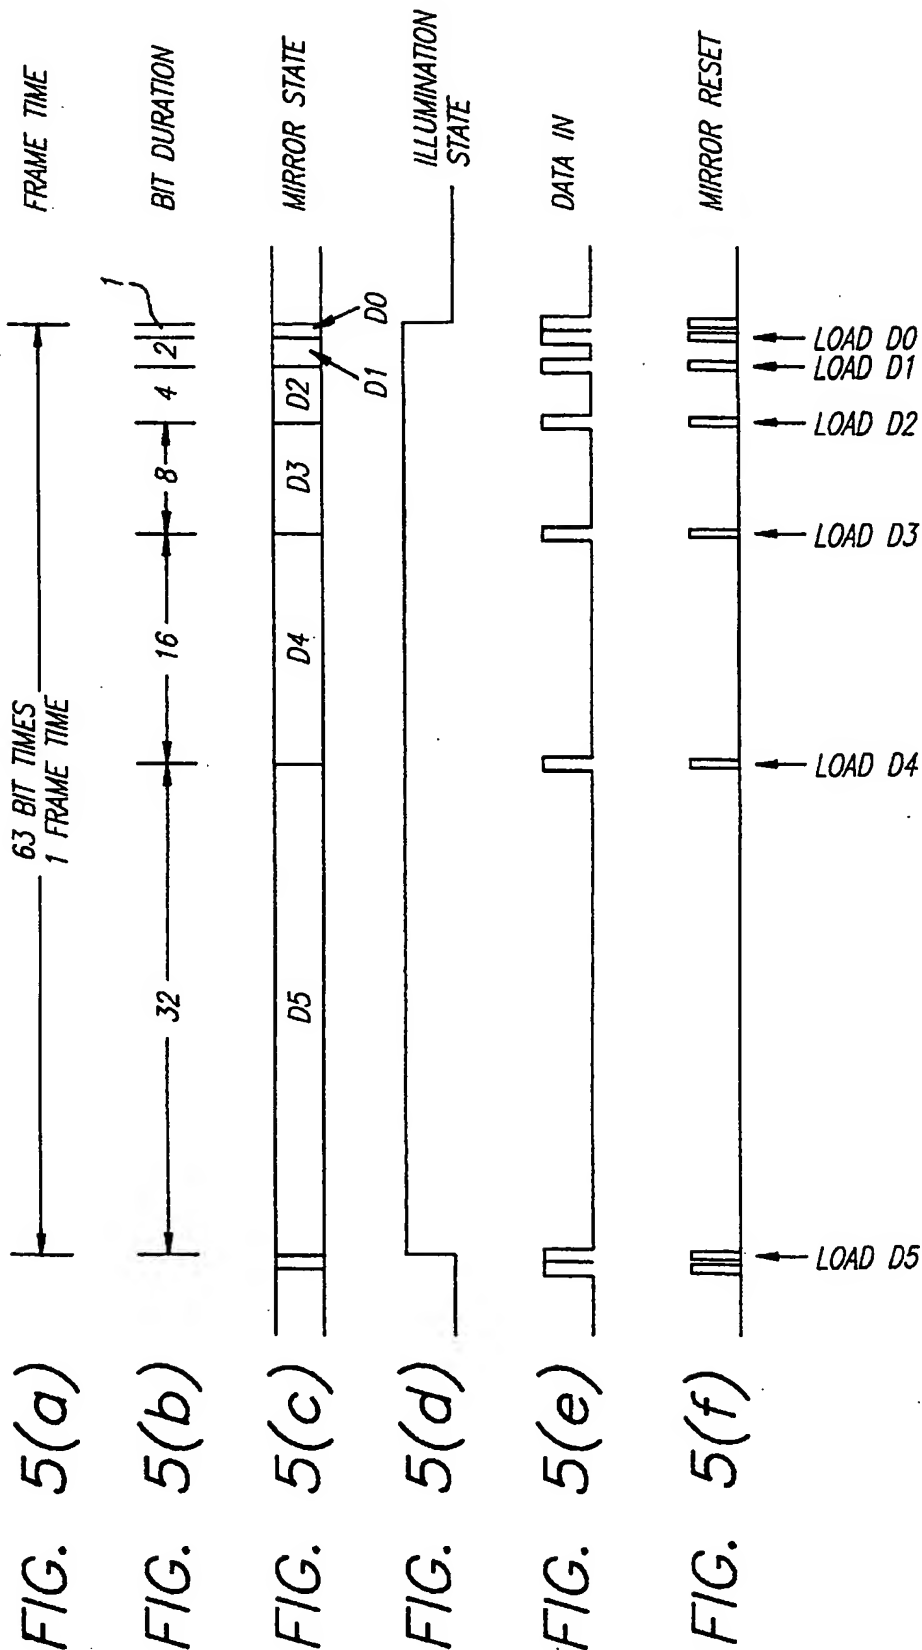 FIG. 5(a)
63 BIT TIMES
1 FRAME TIME
FRAME TIME
FIG. 5(b)
32
16
8
4
2
1
BIT DURATION
FIG. 5(c)
D5
D4
D3
D2
D1
D0
MIRROR STATE
FIG. 5(d)
ILLUMINATION
STATE
FIG. 5(e)
DATA IN
FIG. 5(f)
MIRROR RESET
LOAD D5
LOAD D4
LOAD D3
LOAD D2
LOAD D1
LOAD D0